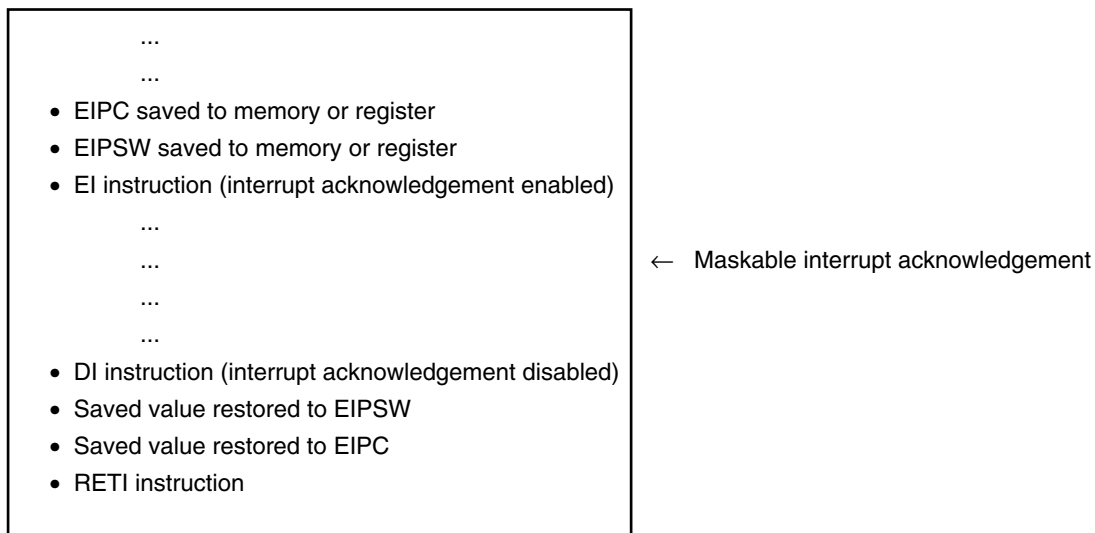 ...
...
• EIPC saved to memory or register
• EIPSW saved to memory or register
• EI instruction (interrupt acknowledgement enabled)
...
...
← Maskable interrupt acknowledgement
...
...
• DI instruction (interrupt acknowledgement disabled)
• Saved value restored to EIPSW
• Saved value restored to EIPC
• RETI instruction